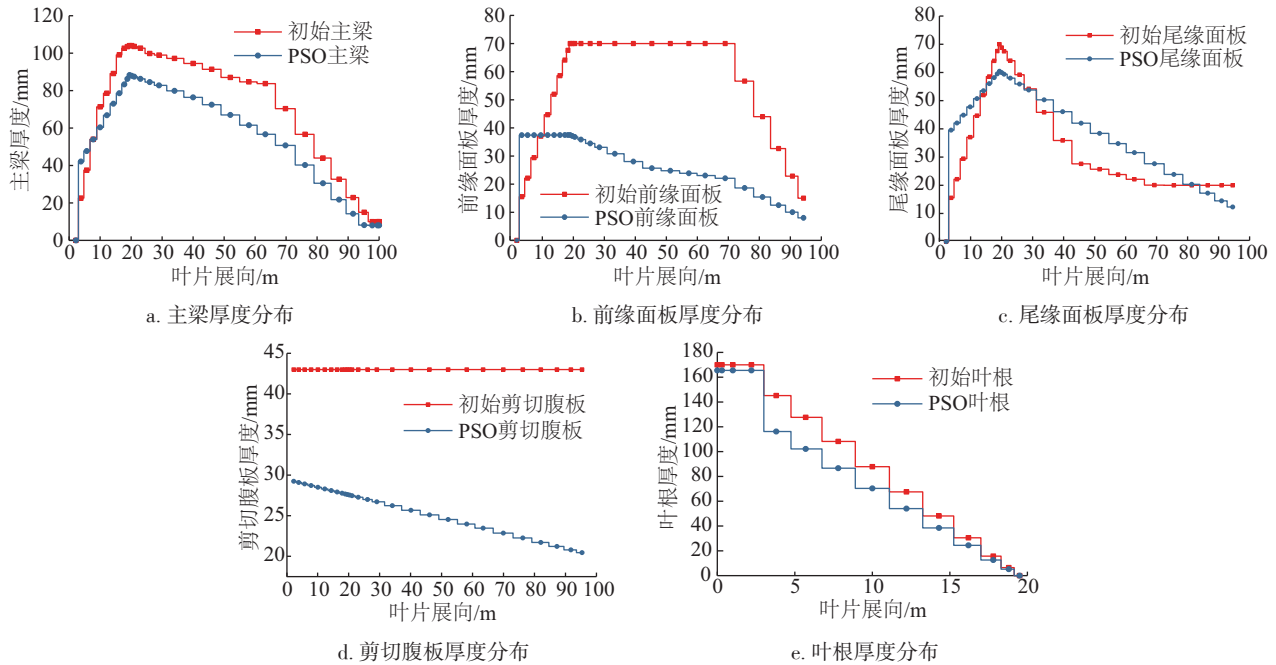 主梁厚度/mm
120
100
80
60
40
20
0
初始主梁
PSO主梁
0 10 20 30 40 50 60 70 80 90 100
叶片展向/m
a. 主梁厚度分布
前缘面板厚度/mm
80
70
60
50
40
30
20
10
0
初始前缘面板
PSO前缘面板
0 10 20 30 40 50 60 70 80 90 100
叶片展向/m
b. 前缘面板厚度分布
尾缘面板厚度/mm
80
70
60
50
40
30
20
10
0
初始尾缘面板
PSO尾缘面板
0 10 20 30 40 50 60 70 80 90 100
叶片展向/m
c. 尾缘面板厚度分布
剪切腹板厚度/mm
45
43
35
30
25
20
初始剪切腹板
PSO剪切腹板
0 10 20 30 40 50 60 70 80 90 100
叶片展向/m
d. 剪切腹板厚度分布
叶根厚度/mm
180
160
140
120
100
80
60
40
20
0
初始叶根
PSO叶根
0 5 10 15 20
叶片展向/m
e. 叶根厚度分布